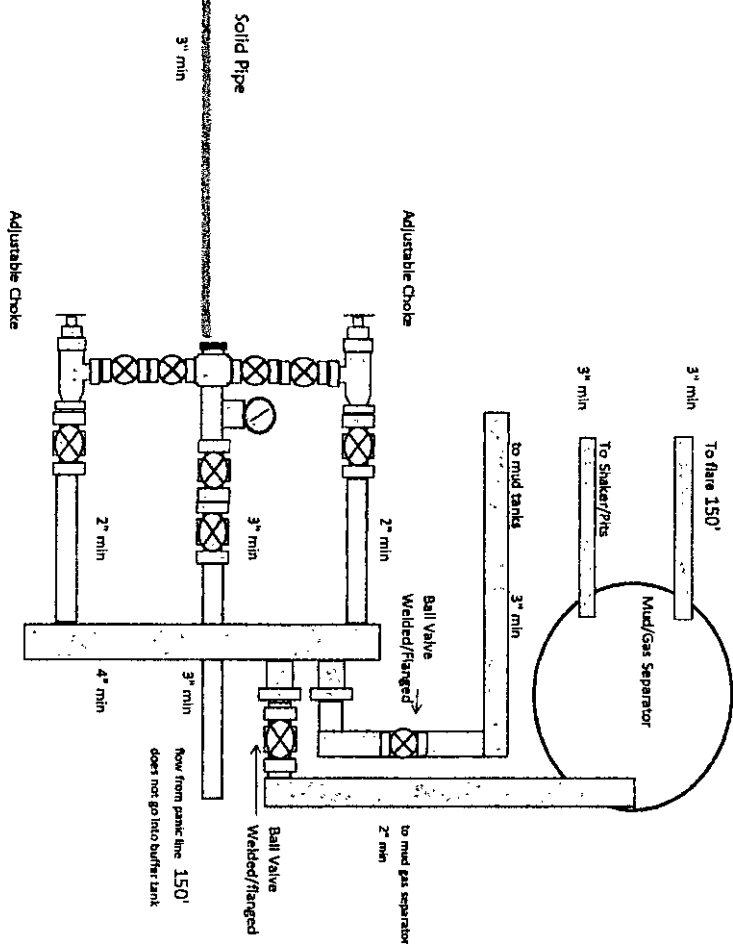 Solid Pipe
3" min
Adjustable Choke
Adjustable Choke
3" min
To flare 150'
3" min
To Shaker/Pits
Mud/Gas Separator
to mud tanks
3" min
Ball Valve
Welded/Flanged
2" min
3" min
2" min
4" min
3" min
flow from panic line 150'
does not go into buffer tank
Ball Valve
Welded/flanged
to mud gas separator
2" min